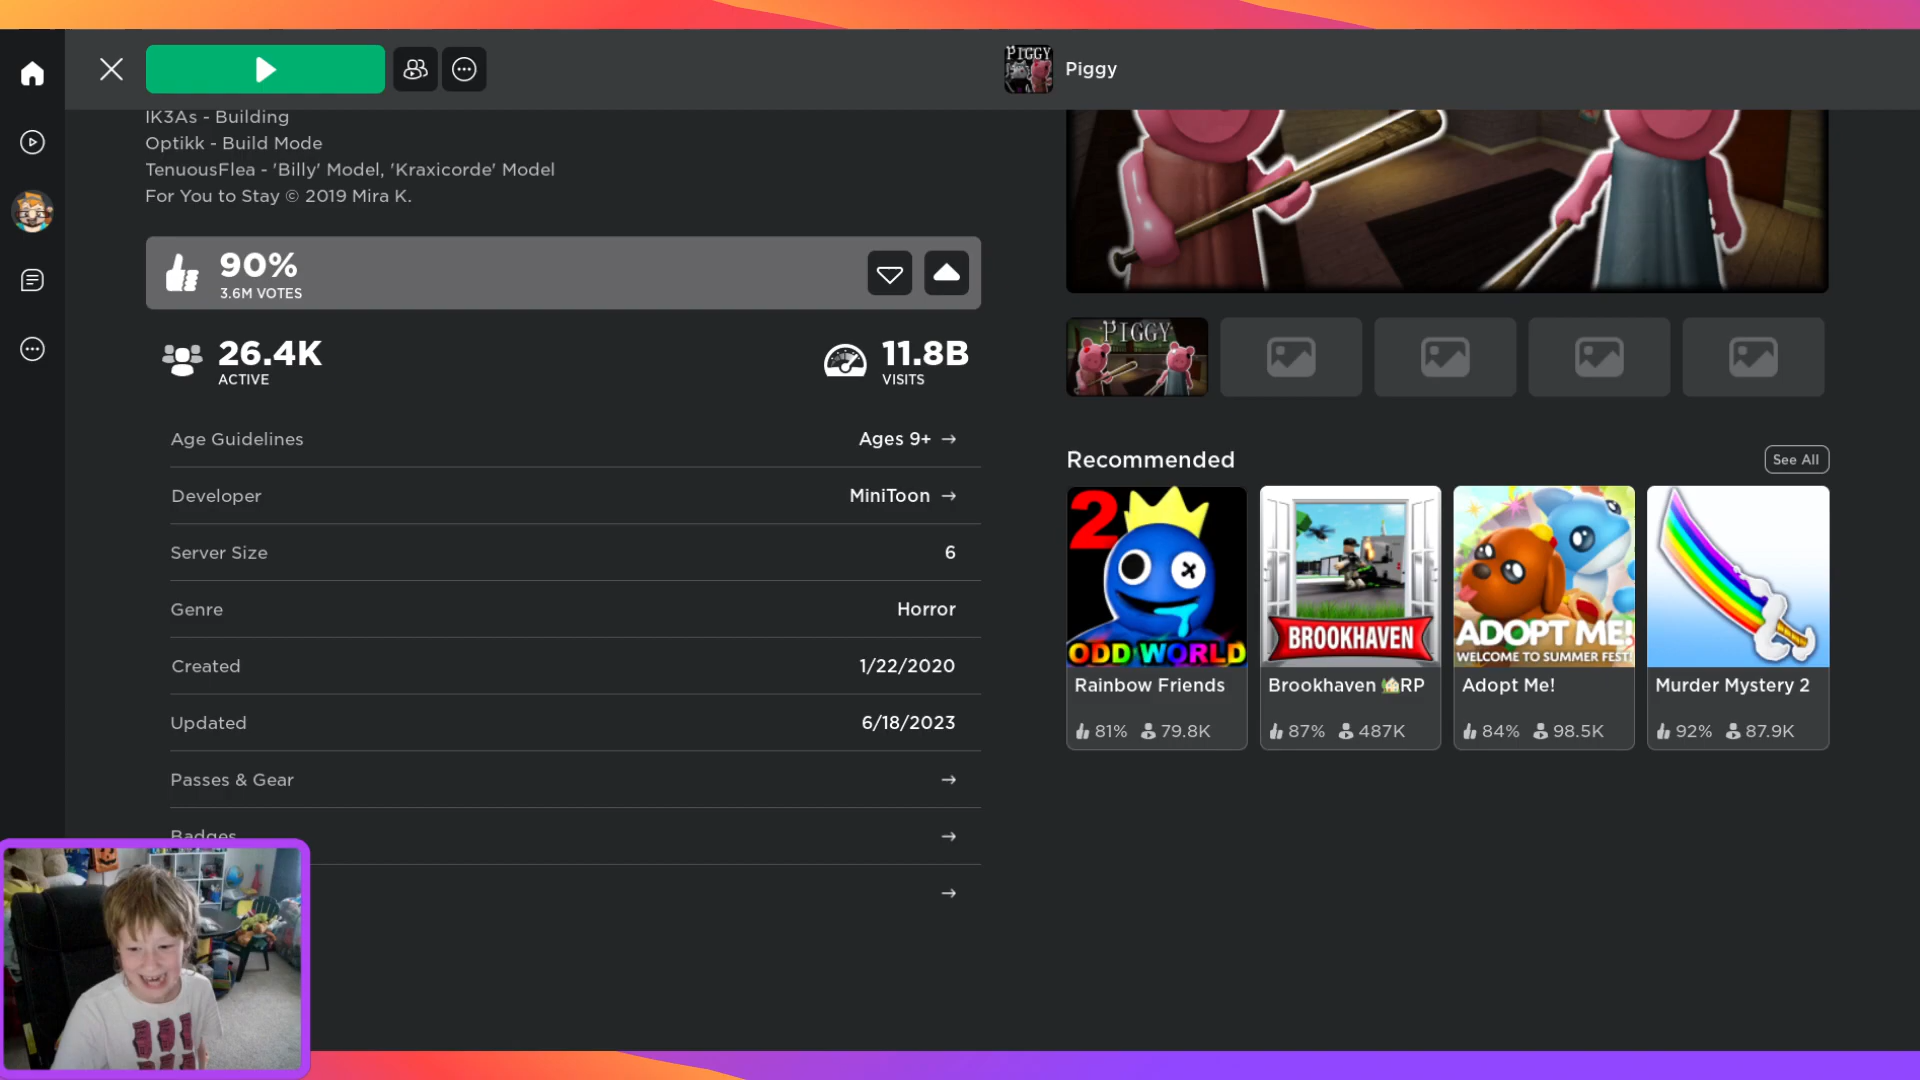 Piggy
IK3As - Building
Optikk - Build Mode
TenuousFlea - 'Billy' Model, 'Kraxicorde' Model
For You to Stay © 2019 Mira K.
90%
3.6M VOTES
26.4K
ACTIVE
11.8B
VISITS
Age Guidelines Ages 9+ →
Developer MiniToon →
Server Size 6
Genre Horror
Created 1/22/2020
Updated 6/18/2023
Passes & Gear →
Badges →
→
PIGGY
PIGGY
Recommended
See All
2
ODD WORLD
Rainbow Friends
81% 79.8K
BROOKHAVEN
Brookhaven 🏡RP
87% 487K
ADOPT ME!
WELCOME TO SUMMER FEST!
Adopt Me!
84% 98.5K
Murder Mystery 2
92% 87.9K